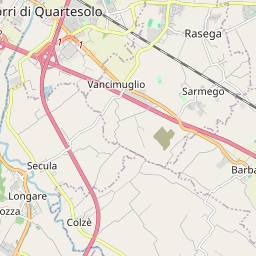 orri di Quartesolo
Rasega
Vancimuglio
Sarmego
Secula
Barba
Longare
ozza
Colzè